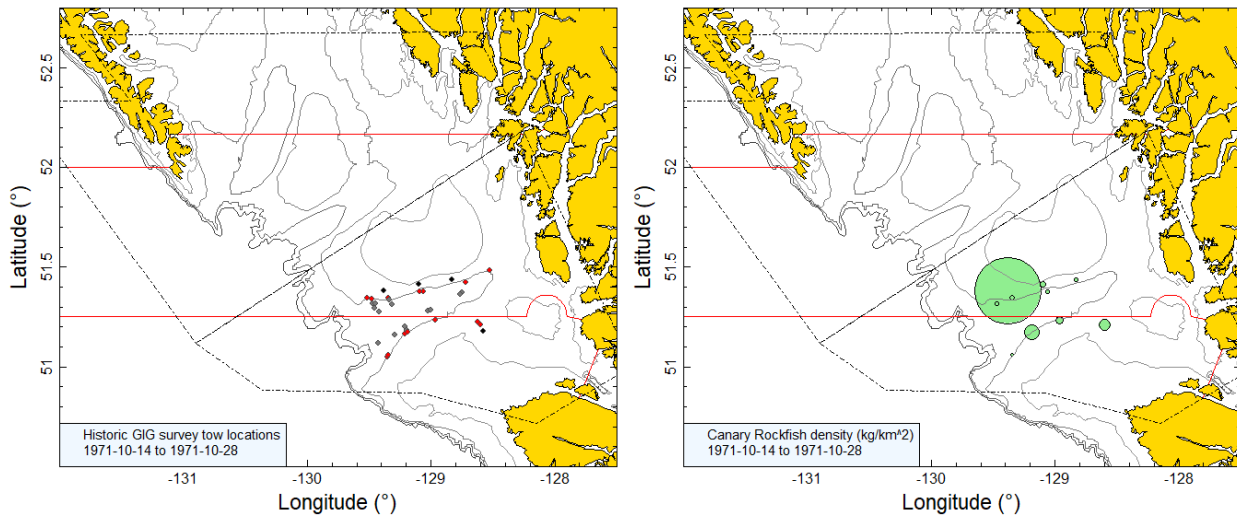 52.5
52
51.5
51
Latitude (°)
Historic GIG survey tow locations
1971-10-14 to 1971-10-28
-131
-130
-129
-128
Longitude (°)
52.5
52
51.5
51
Latitude (°)
Canary Rockfish density (kg/km^2)
1971-10-14 to 1971-10-28
-131
-130
-129
-128
Longitude (°)